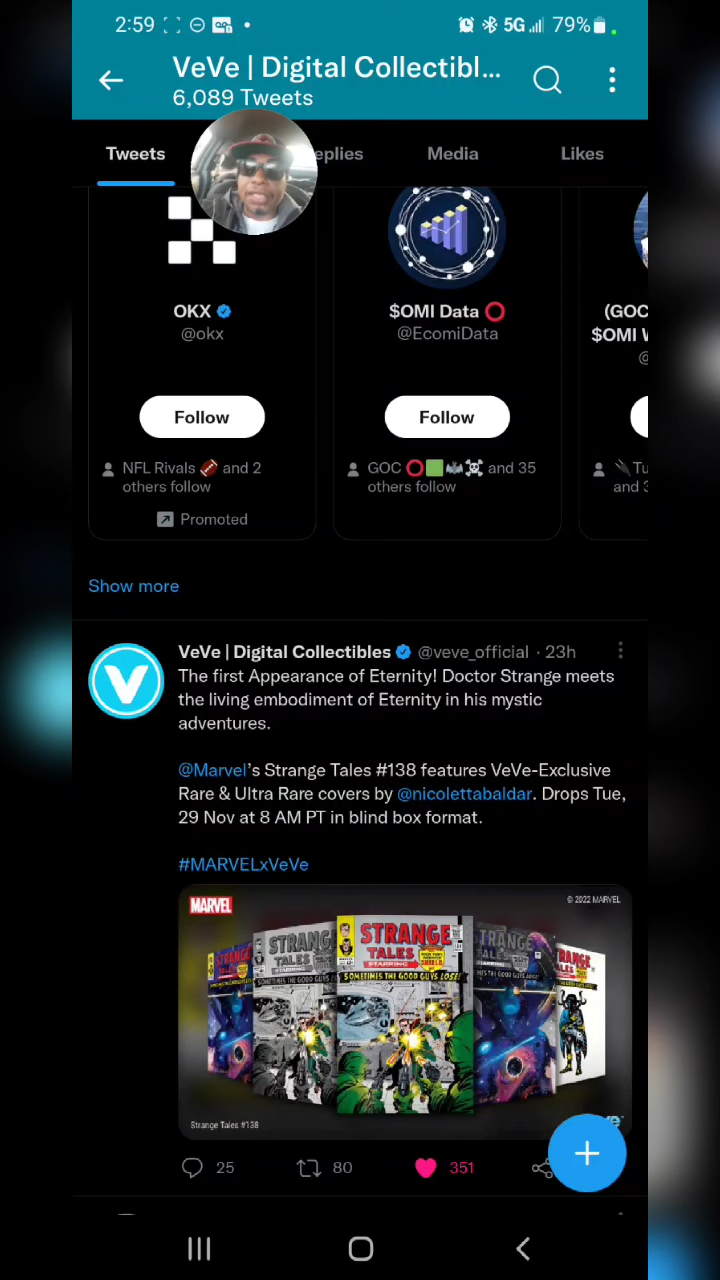 2:59
5G 79%
VeVe | Digital Collectibl...
6,089 Tweets
Tweets
eplies
Media
Likes
OKX
@okx
Follow
NFL Rivals 🏈 and 2
others follow
Promoted
$OMI Data ⭕
@EcomiData
Follow
GOC ⭕🟩🦇☠️ and 35
others follow
(GOC
$OMI W
@
Show more
VeVe | Digital Collectibles @veve_official · 23h
The first Appearance of Eternity! Doctor Strange meets
the living embodiment of Eternity in his mystic
adventures.
@Marvel's Strange Tales #138 features VeVe-Exclusive
Rare & Ultra Rare covers by @nicolettabaldar. Drops Tue,
29 Nov at 8 AM PT in blind box format.
#MARVELxVeVe
MARVEL
© 2022 MARVEL
STRANGE
TALES
SOMETIMES THE GOOD GUYS LOSE!
Strange Tales #138
25
80
351